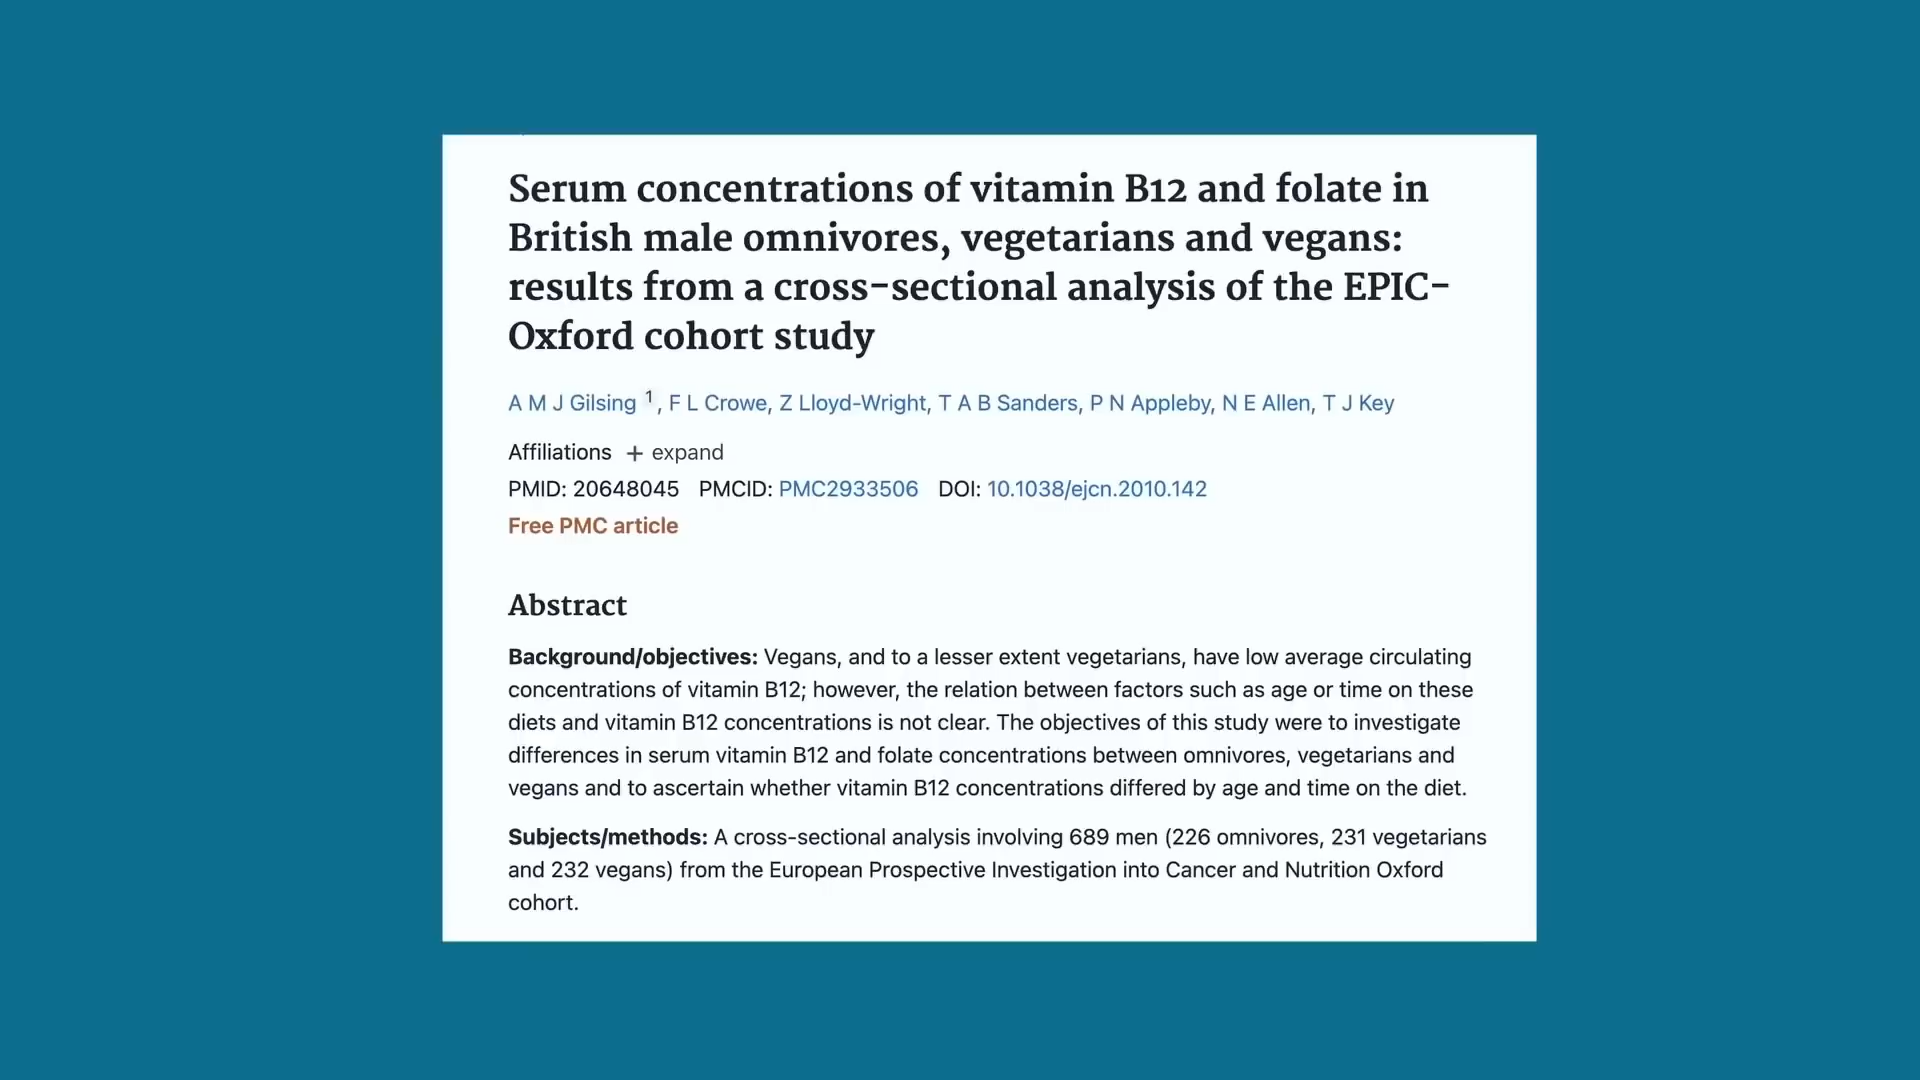 Serum concentrations of vitamin B12 and folate in
British male omnivores, vegetarians and vegans:
results from a cross-sectional analysis of the EPIC-
Oxford cohort study
A M J Gilsing 1, F L Crowe, Z Lloyd-Wright, T A B Sanders, P N Appleby, N E Allen, T J Key
Affiliations + expand
PMID: 20648045 PMCID: PMC2933506 DOI: 10.1038/ejcn.2010.142
Free PMC article
Abstract
Background/objectives: Vegans, and to a lesser extent vegetarians, have low average circulating
concentrations of vitamin B12; however, the relation between factors such as age or time on these
diets and vitamin B12 concentrations is not clear. The objectives of this study were to investigate
differences in serum vitamin B12 and folate concentrations between omnivores, vegetarians and
vegans and to ascertain whether vitamin B12 concentrations differed by age and time on the diet.
Subjects/methods: A cross-sectional analysis involving 689 men (226 omnivores, 231 vegetarians
and 232 vegans) from the European Prospective Investigation into Cancer and Nutrition Oxford
cohort.